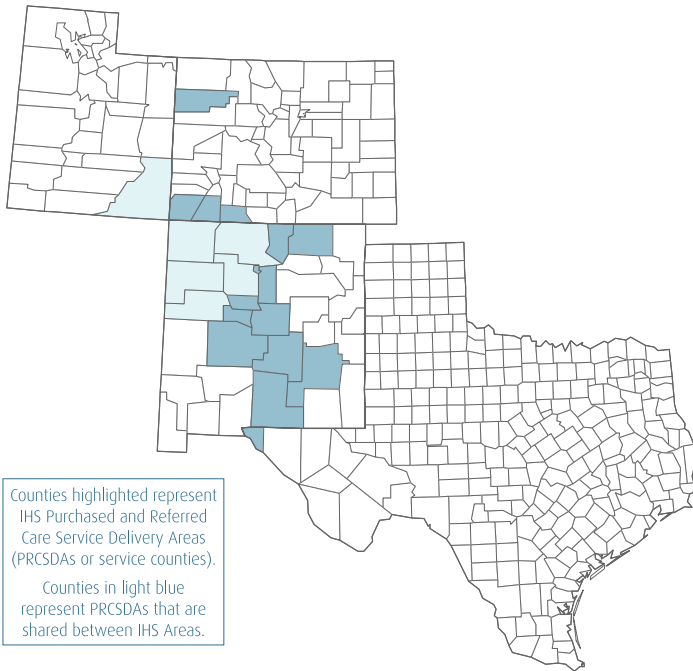 Counties highlighted represent
IHS Purchased and Referred
Care Service Delivery Areas
(PRCSDAs or service counties).
Counties in light blue
represent PRCSDAs that are
shared between IHS Areas.